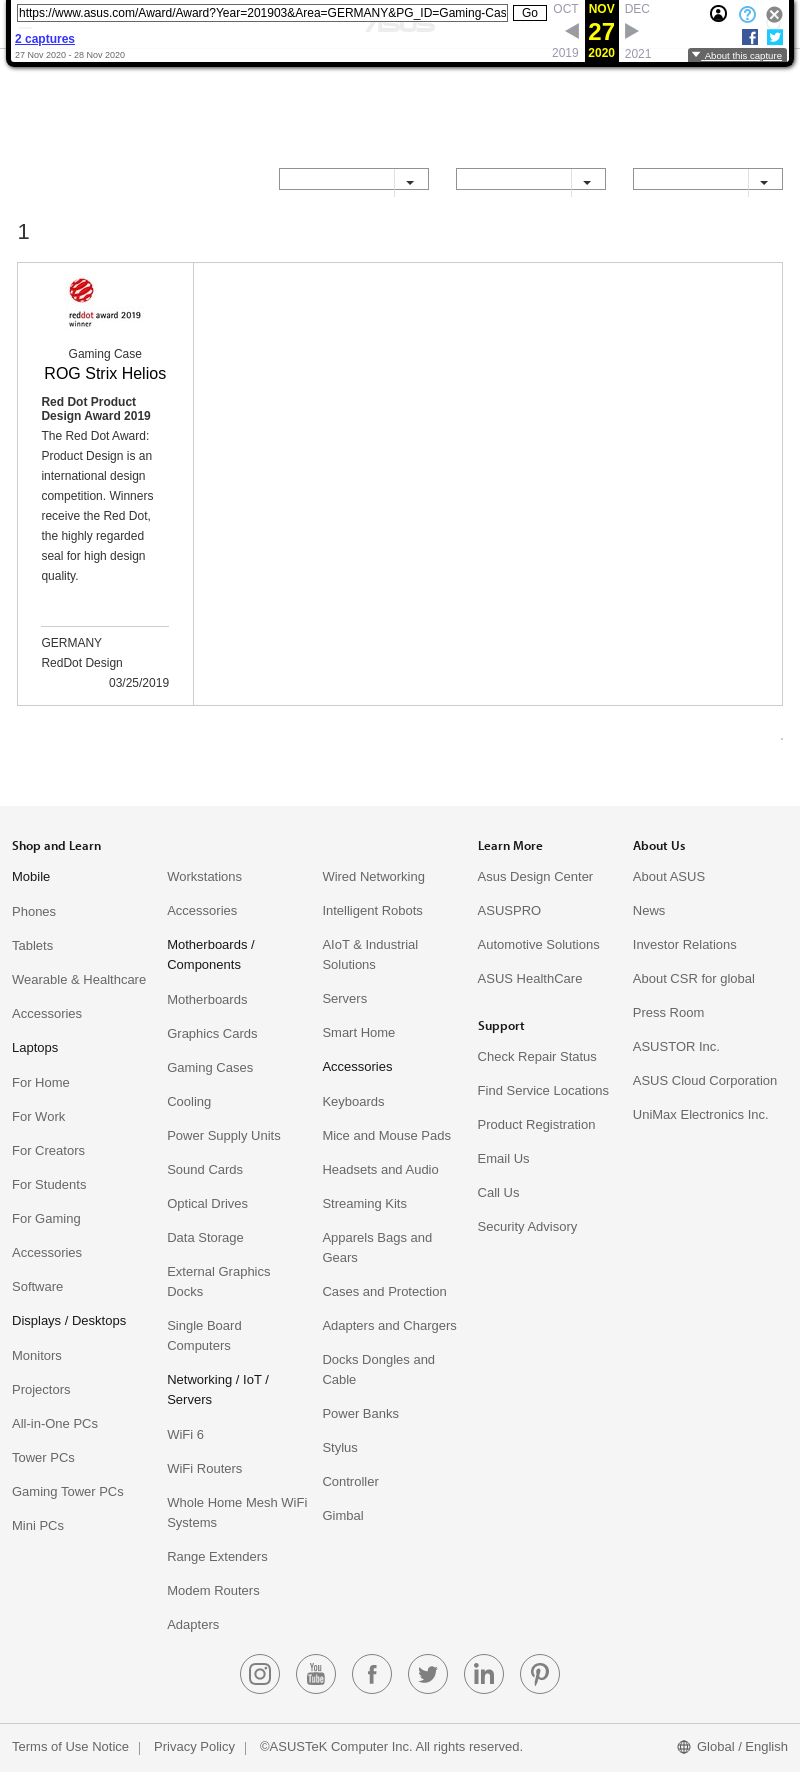 https://www.asus.com/Award/Award?Year=201903&Area=GERMANY&PG_ID=Gaming-Cas
Go
OCT
NOV
DEC
2 captures
27
27 Nov 2020 - 28 Nov 2020
2019
2020
2021
About this capture
1
reddot award 2019
winner
Gaming Case
ROG Strix Helios
Red Dot Product
Design Award 2019
The Red Dot Award:
Product Design is an
international design
competition. Winners
receive the Red Dot,
the highly regarded
seal for high design
quality.
GERMANY
RedDot Design
03/25/2019
Shop and Learn
Mobile
Phones
Tablets
Wearable & Healthcare
Accessories
Laptops
For Home
For Work
For Creators
For Students
For Gaming
Accessories
Software
Displays / Desktops
Monitors
Projectors
All-in-One PCs
Tower PCs
Gaming Tower PCs
Mini PCs
Workstations
Accessories
Motherboards /
Components
Motherboards
Graphics Cards
Gaming Cases
Cooling
Power Supply Units
Sound Cards
Optical Drives
Data Storage
External Graphics
Docks
Single Board
Computers
Networking / IoT /
Servers
WiFi 6
WiFi Routers
Whole Home Mesh WiFi
Systems
Range Extenders
Modem Routers
Adapters
Wired Networking
Intelligent Robots
AIoT & Industrial
Solutions
Servers
Smart Home
Accessories
Keyboards
Mice and Mouse Pads
Headsets and Audio
Streaming Kits
Apparels Bags and
Gears
Cases and Protection
Adapters and Chargers
Docks Dongles and
Cable
Power Banks
Stylus
Controller
Gimbal
Learn More
Asus Design Center
ASUSPRO
Automotive Solutions
ASUS HealthCare
Support
Check Repair Status
Find Service Locations
Product Registration
Email Us
Call Us
Security Advisory
About Us
About ASUS
News
Investor Relations
About CSR for global
Press Room
ASUSTOR Inc.
ASUS Cloud Corporation
UniMax Electronics Inc.
You
Tube
Terms of Use Notice
Privacy Policy
©ASUSTeK Computer Inc. All rights reserved.
Global / English